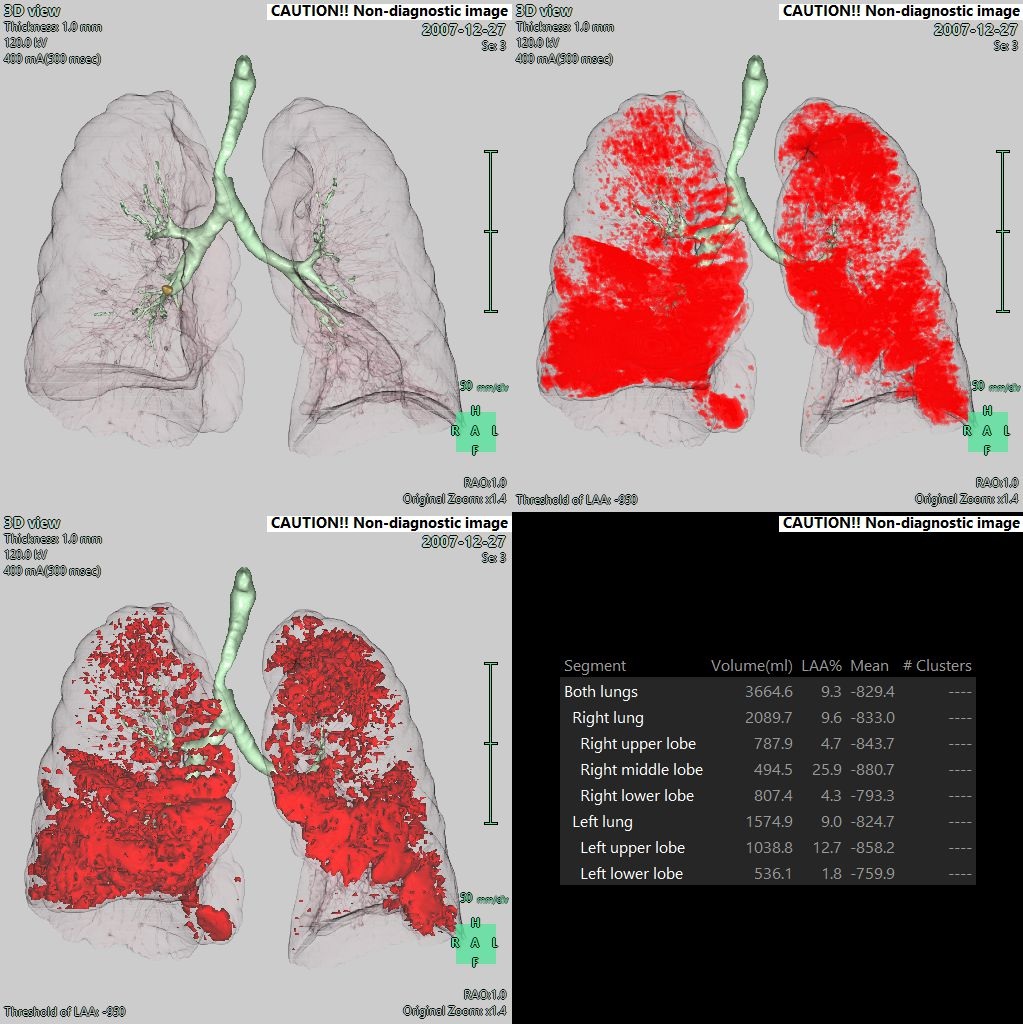 3D view
CAUTION!! Non-diagnostic image
Thickness: 1.0 mm
2007-12-27
120.0 kV
Se: 3
400 mA(500 msec)
50 mm/div
H
R A L
F
RAO:1.0
Original Zoom: x1.4
3D view
CAUTION!! Non-diagnostic image
Thickness: 1.0 mm
2007-12-27
120.0 kV
Se: 3
400 mA(500 msec)
50 mm/div
H
R A L
F
RAO:1.0
Threshold of LAA: -950
Original Zoom: x1.4
3D view
CAUTION!! Non-diagnostic image
Thickness: 1.0 mm
2007-12-27
120.0 kV
Se: 3
400 mA(500 msec)
50 mm/div
H
R A L
F
RAO:1.0
Threshold of LAA: -950
Original Zoom: x1.4
CAUTION!! Non-diagnostic image
Segment Volume(ml) LAA% Mean # Clusters
Both lungs 3664.6 9.3 -829.4 ----
Right lung 2089.7 9.6 -833.0 ----
Right upper lobe 787.9 4.7 -843.7 ----
Right middle lobe 494.5 25.9 -880.7 ----
Right lower lobe 807.4 4.3 -793.3 ----
Left lung 1574.9 9.0 -824.7 ----
Left upper lobe 1038.8 12.7 -858.2 ----
Left lower lobe 536.1 1.8 -759.9 ----